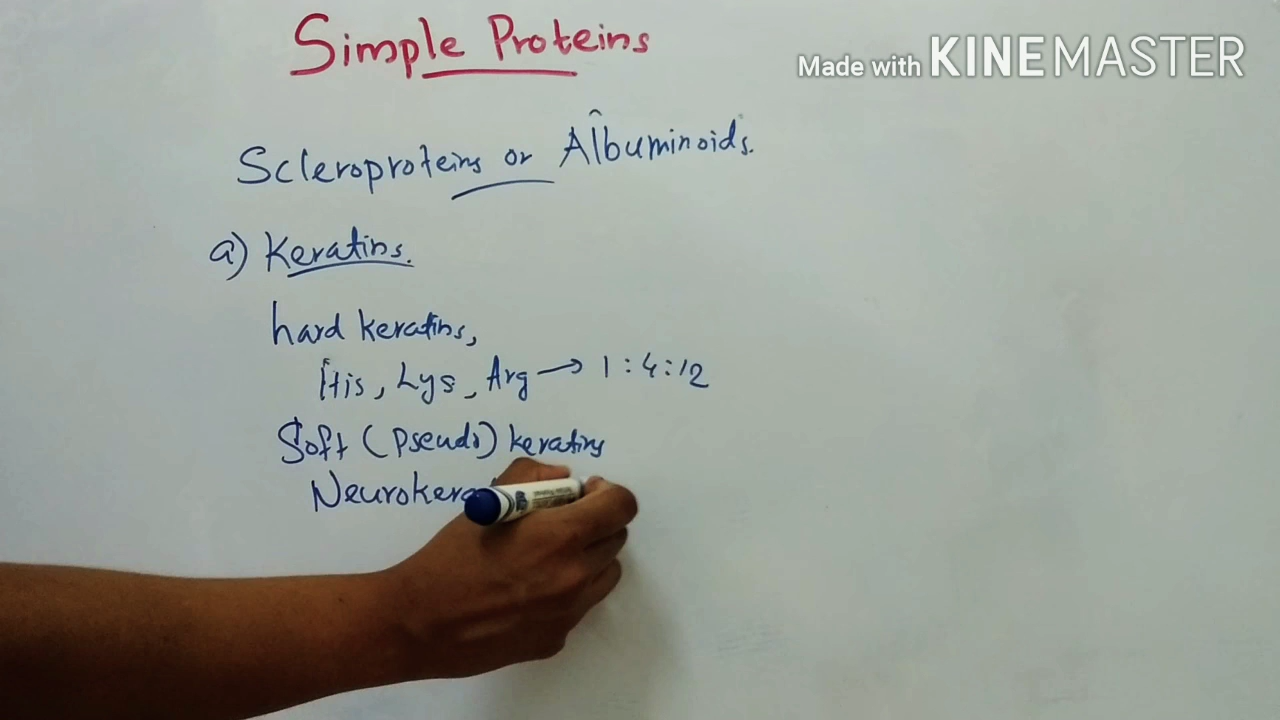 Simple Proteins
Made with KINEMASTER
Scleroproteins or Albuminoids.
a) Keratins.
hard keratins,
His, Lys, Arg → 1:4:12
Soft (Pseudo) keratins
Neurokera